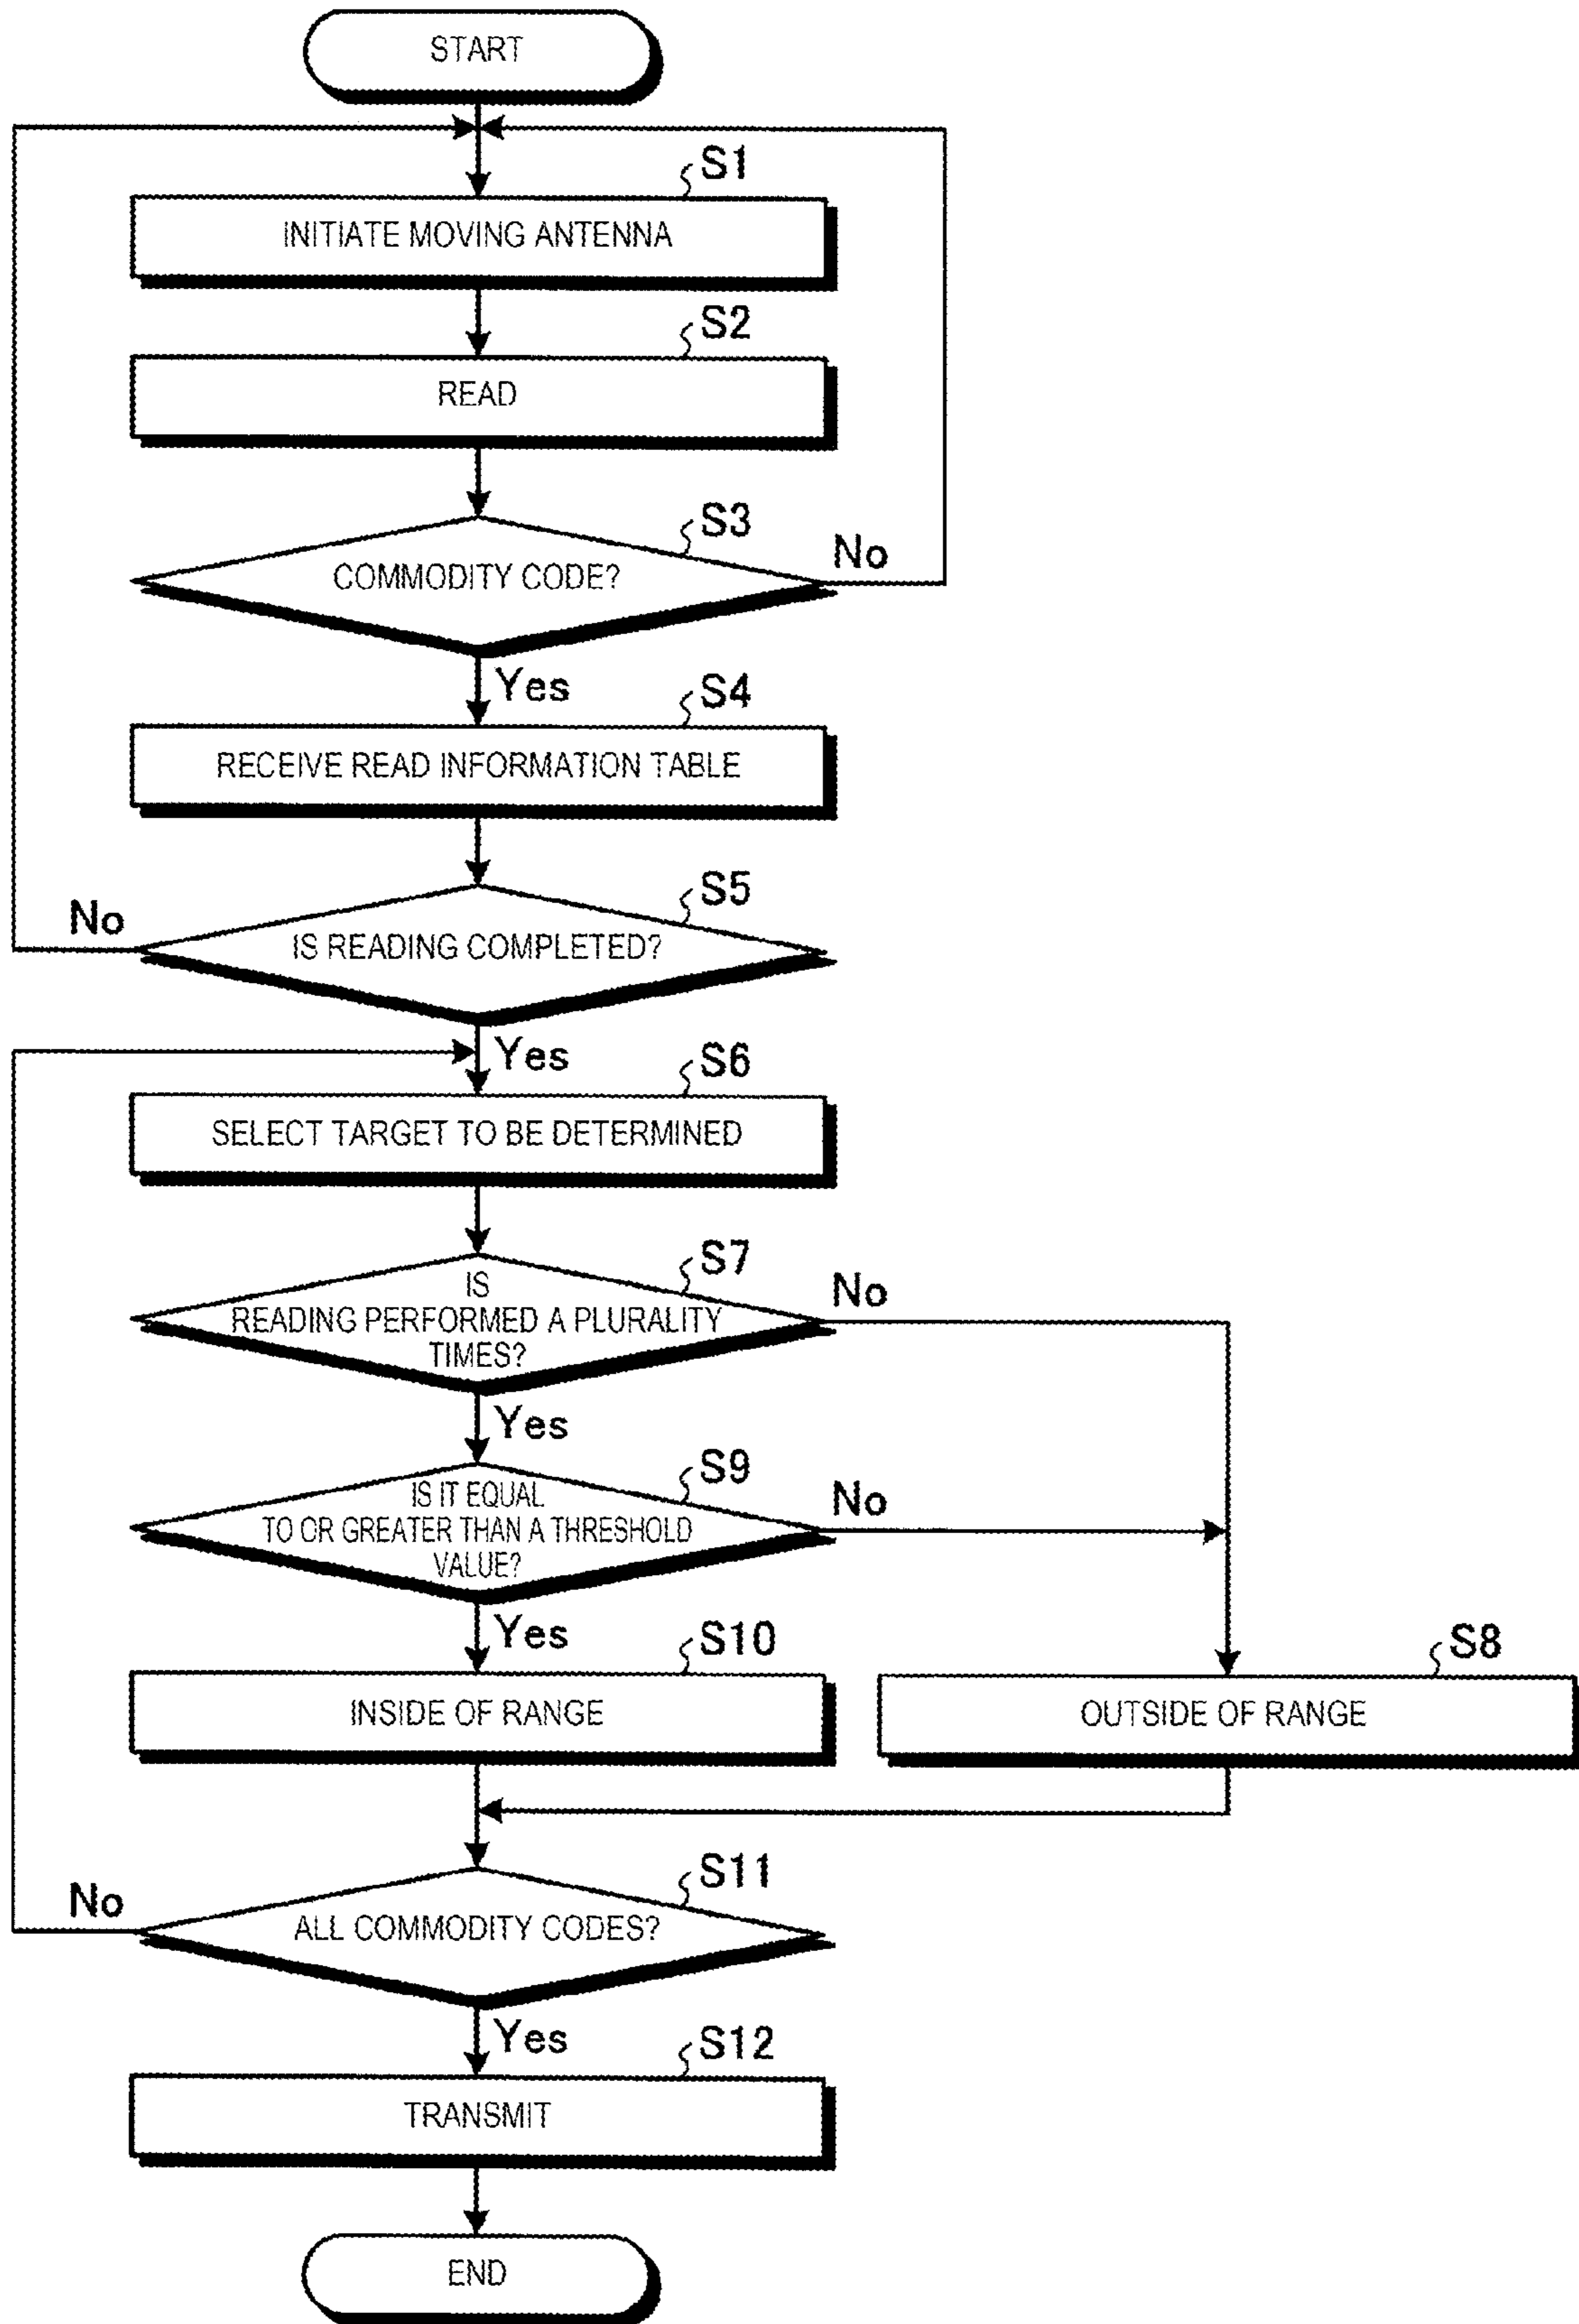 START
S1
INITIATE MOVING ANTENNA
S2
READ
S3
COMMODITY CODE?
No
Yes
S4
RECEIVE READ INFORMATION TABLE
S5
No
IS READING COMPLETED?
Yes
S6
SELECT TARGET TO BE DETERMINED
S7
IS
READING PERFORMED A PLURALITY
TIMES?
No
Yes
S9
IS IT EQUAL
TO OR GREATER THAN A THRESHOLD
VALUE?
No
Yes
S10
INSIDE OF RANGE
S8
OUTSIDE OF RANGE
S11
No
ALL COMMODITY CODES?
Yes
S12
TRANSMIT
END